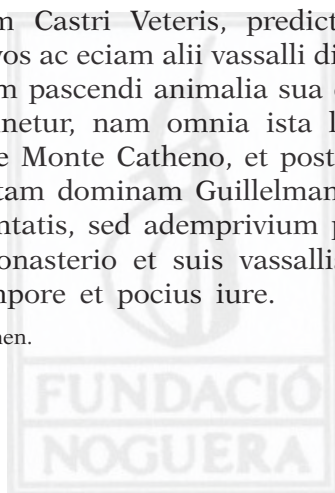 Castri Veteris, predict
vos ac eciam alii vassalli di
pascendi animalia sua
netur, nam omnia ista l
e Monte Catheno, et post
tam dominam Guillelman
ntatis, sed ademprivium p
onasterio et suis vassalli
mpore et pocius iure.
nen.
FUNDACIÓ
NOGUERA